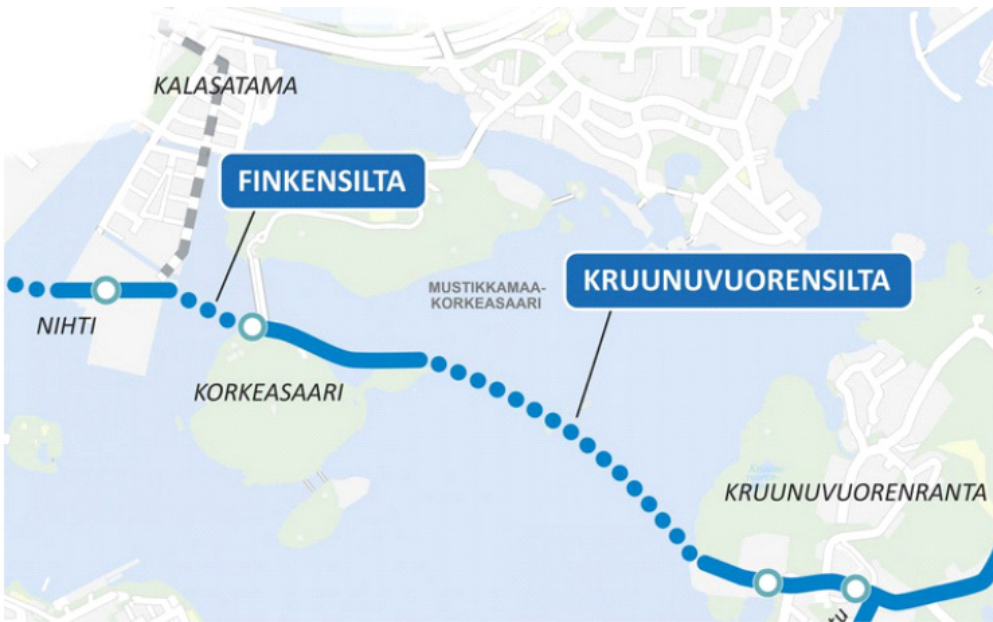 KALASATAMA
FINKENSILTA
MUSTIKKAMAA-
KORKEASAARI
KRUUNUVUORENSILTA
NIHTI
KORKEASAARI
KRUUNUVUORENRANTA